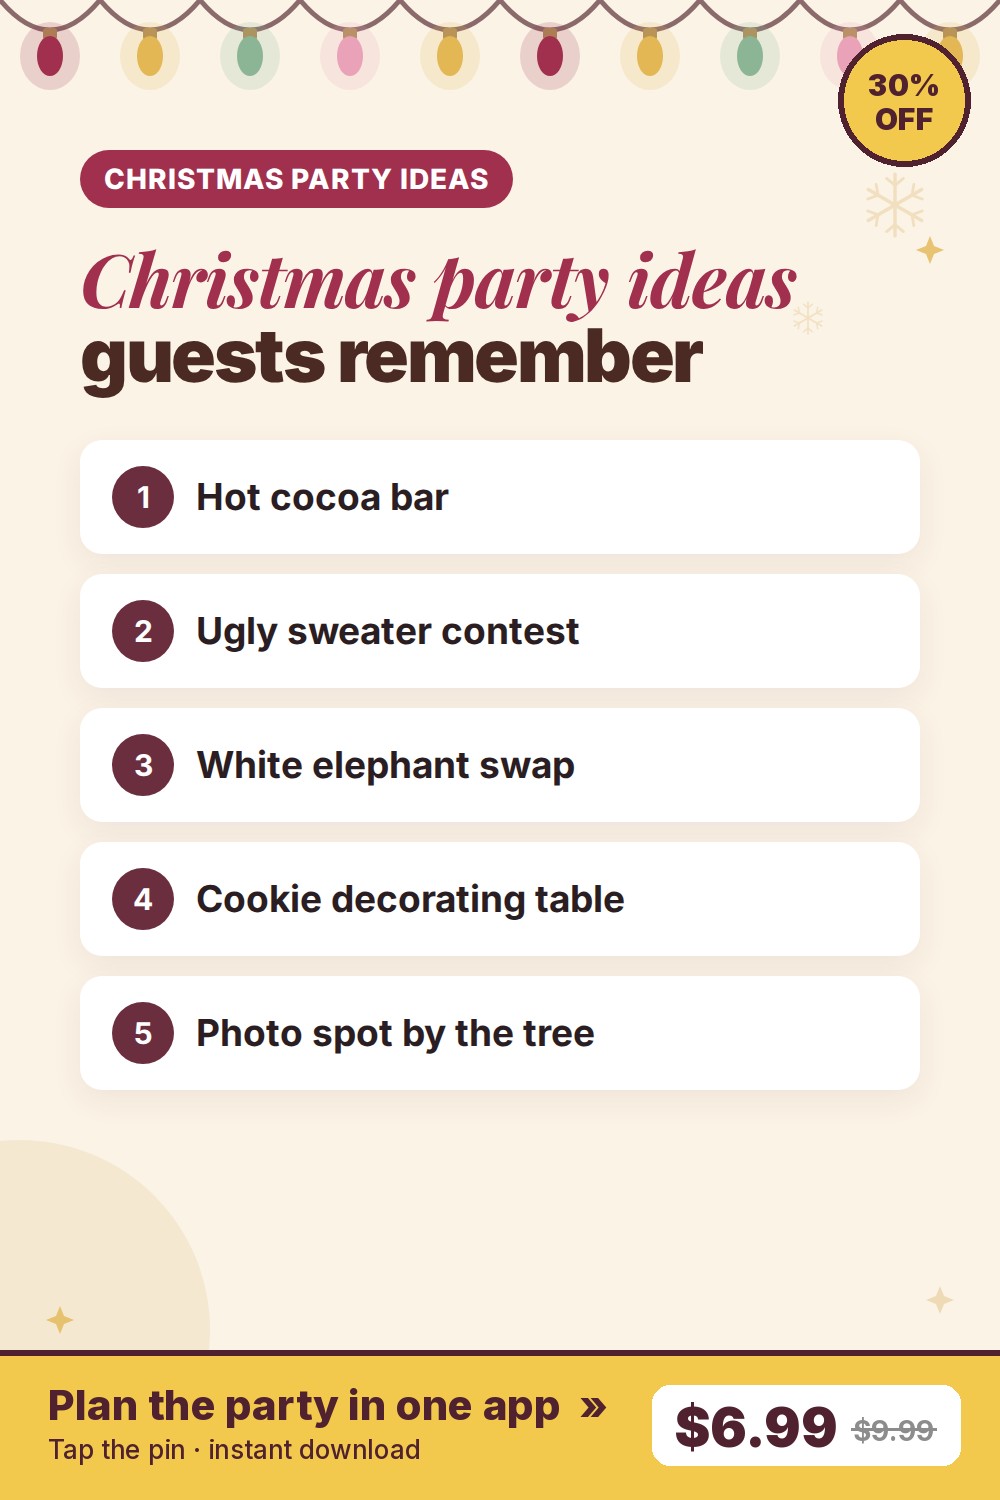 30%
OFF
CHRISTMAS PARTY IDEAS
Christmas party ideas
guests remember
1 Hot cocoa bar
2 Ugly sweater contest
3 White elephant swap
4 Cookie decorating table
5 Photo spot by the tree
Plan the party in one app »
Tap the pin · instant download
$6.99 $9.99